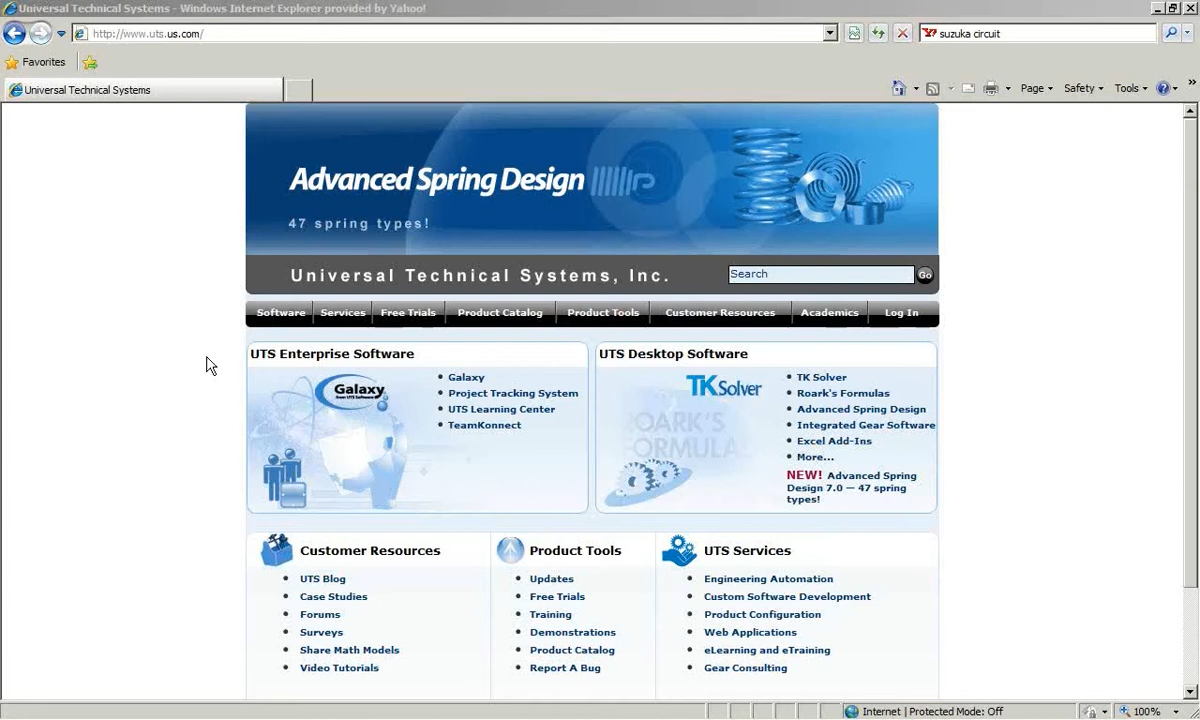 Universal Technical Systems - Windows Internet Explorer provided by Yahoo!
http://www.uts.us.com/
suzuka circuit
Favorites
Universal Technical Systems
Page
Safety
Tools
Advanced Spring Design
47 spring types!
Universal Technical Systems, Inc.
Search
Go
Software
Services
Free Trials
Product Catalog
Product Tools
Customer Resources
Academics
Log In
UTS Enterprise Software
Galaxy
from UTS Software
Galaxy
Project Tracking System
UTS Learning Center
TeamKonnect
UTS Desktop Software
TK Solver
ROARK'S
FORMULAS
TK Solver
Roark's Formulas
Advanced Spring Design
Integrated Gear Software
Excel Add-Ins
More...
NEW! Advanced Spring
Design 7.0 — 47 spring
types!
Customer Resources
UTS Blog
Case Studies
Forums
Surveys
Share Math Models
Video Tutorials
Product Tools
Updates
Free Trials
Training
Demonstrations
Product Catalog
Report A Bug
UTS Services
Engineering Automation
Custom Software Development
Product Configuration
Web Applications
eLearning and eTraining
Gear Consulting
Internet | Protected Mode: Off
100%